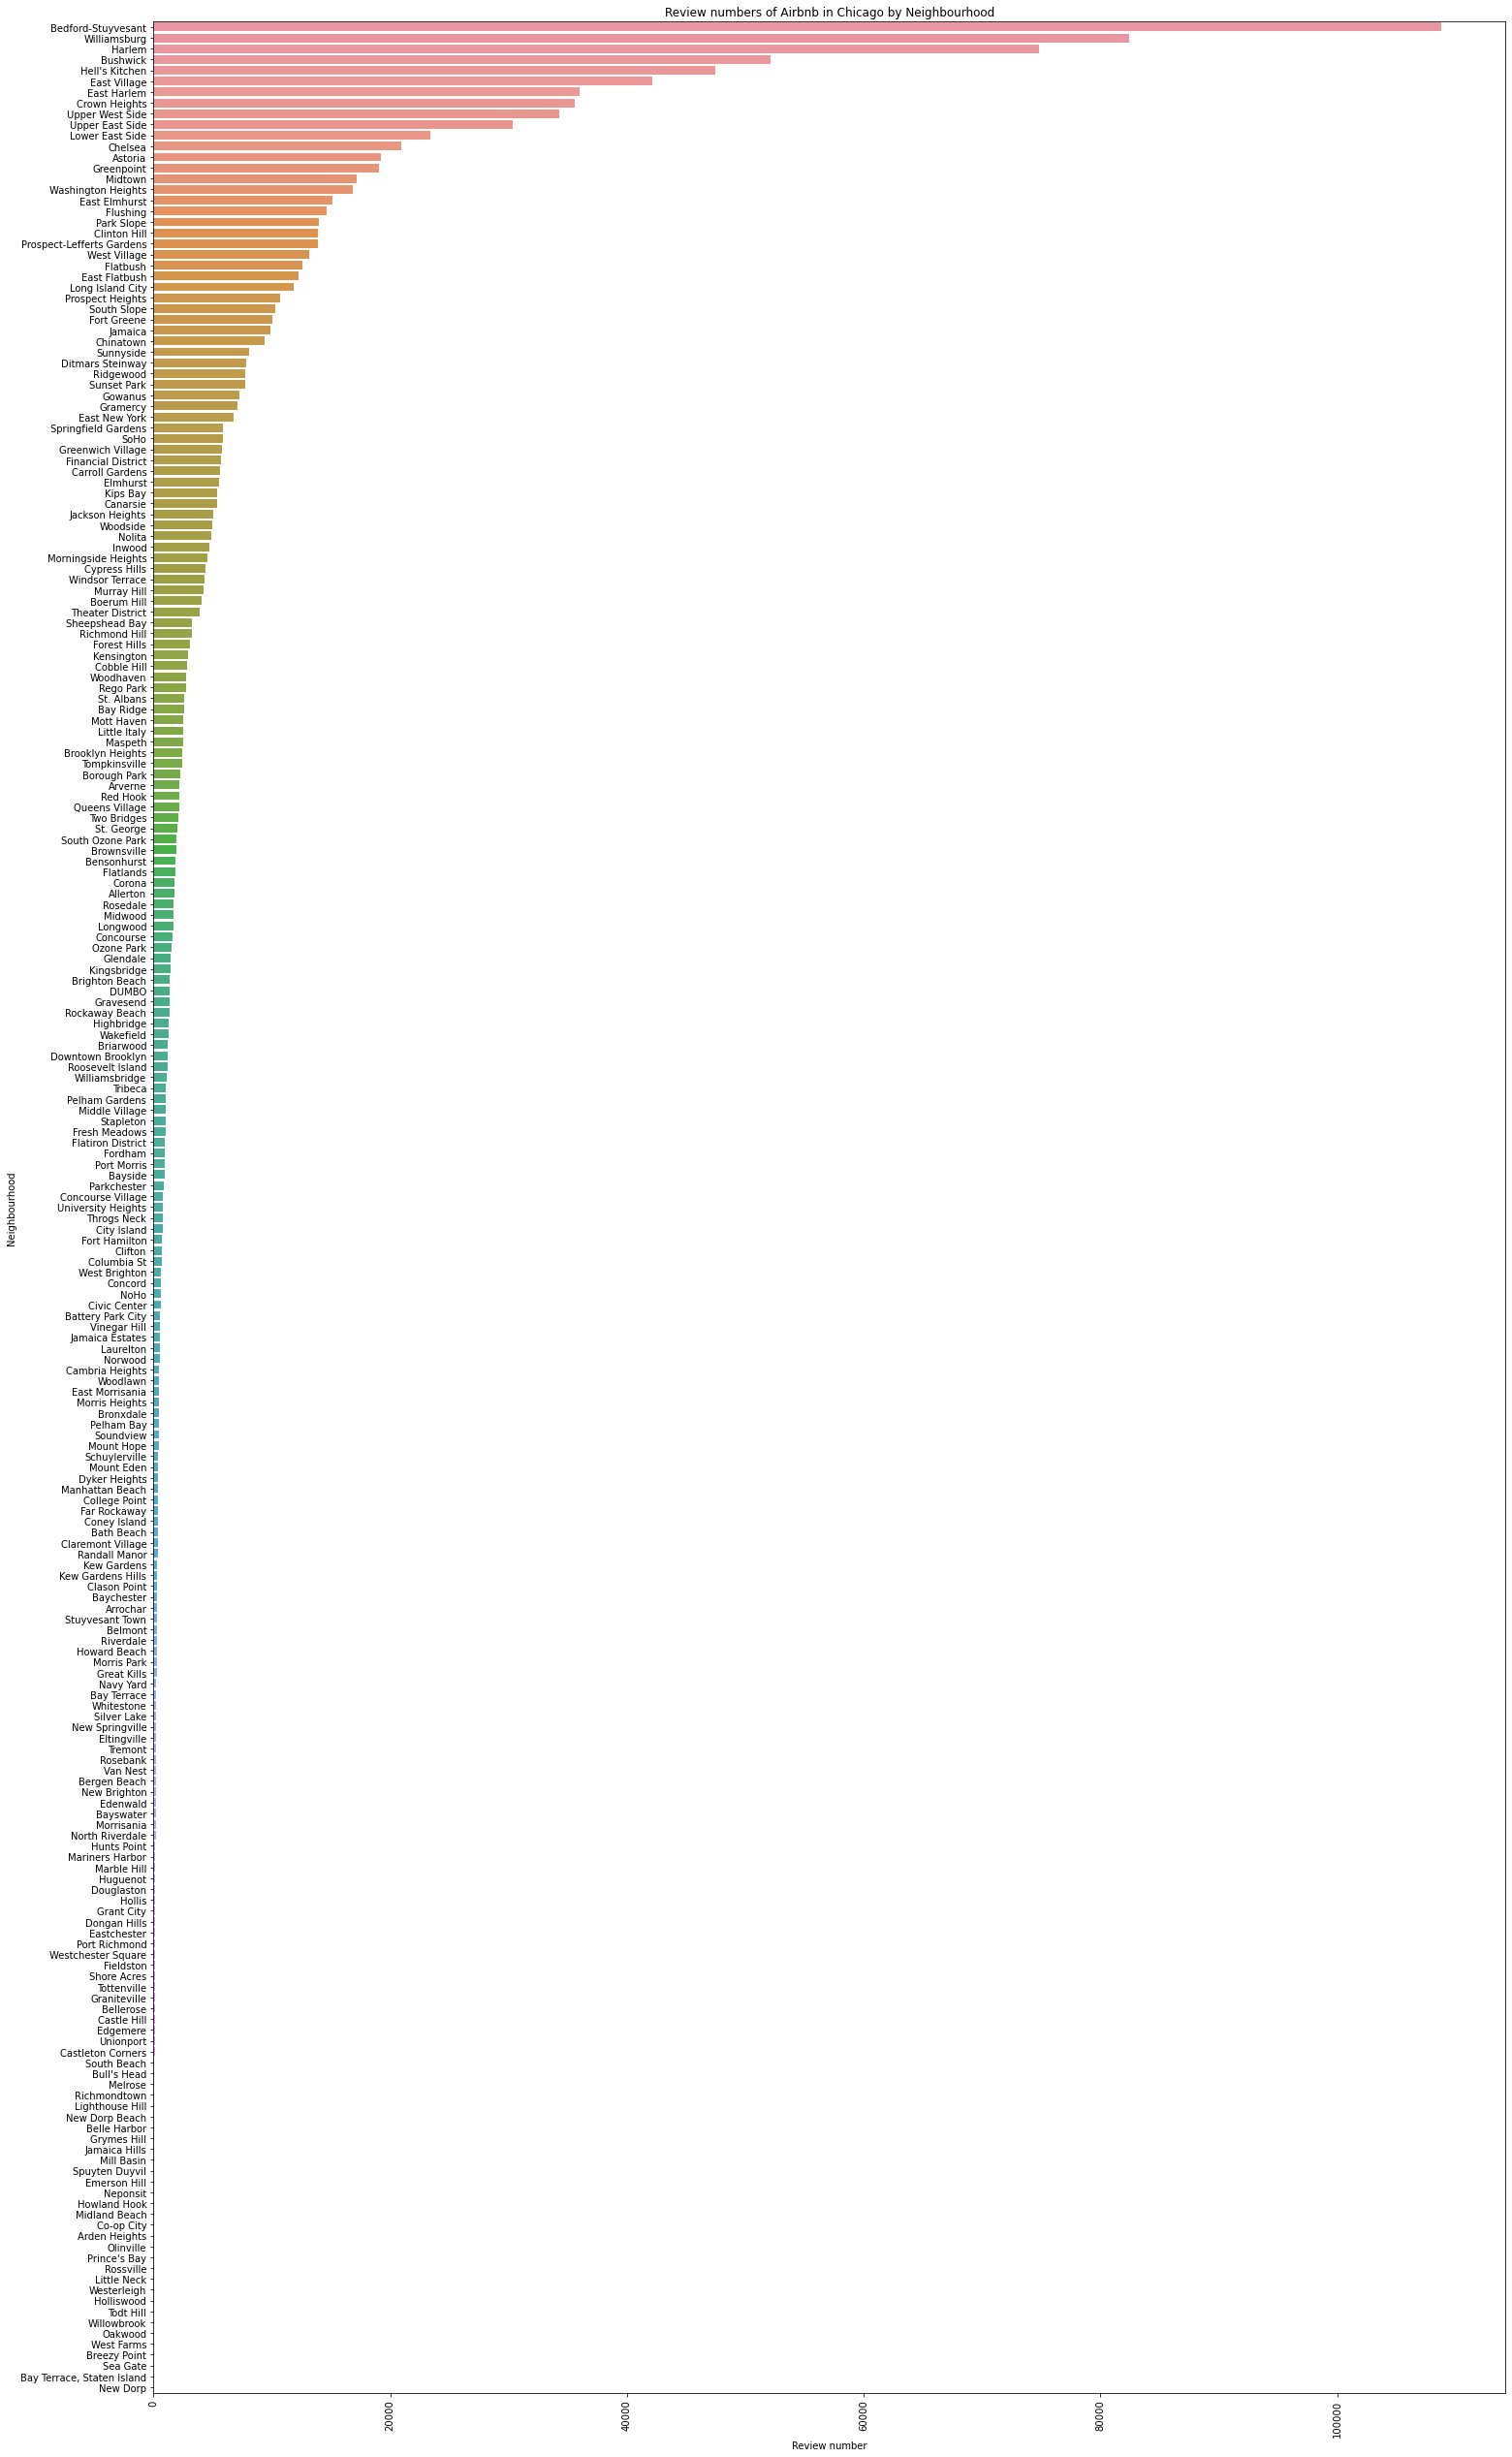 Review numbers of Airbnb in Chicago by Neighbourhood
Bedford-Stuyvesant
Williamsburg
Harlem
Bushwick
Hell's Kitchen
East Village
East Harlem
Crown Heights
Upper West Side
Upper East Side
Lower East Side
Chelsea
Astoria
Greenpoint
Midtown
Washington Heights
East Elmhurst
Flushing
Park Slope
Clinton Hill
Prospect-Lefferts Gardens
West Village
Flatbush
East Flatbush
Long Island City
Prospect Heights
South Slope
Fort Greene
Jamaica
Chinatown
Sunnyside
Ditmars Steinway
Ridgewood
Sunset Park
Gowanus
Gramercy
East New York
Springfield Gardens
SoHo
Greenwich Village
Financial District
Carroll Gardens
Elmhurst
Kips Bay
Canarsie
Jackson Heights
Woodside
Nolita
Inwood
Morningside Heights
Cypress Hills
Windsor Terrace
Murray Hill
Boerum Hill
Theater District
Sheepshead Bay
Richmond Hill
Forest Hills
Kensington
Cobble Hill
Woodhaven
Rego Park
St. Albans
Bay Ridge
Mott Haven
Little Italy
Maspeth
Brooklyn Heights
Tompkinsville
Borough Park
Arverne
Red Hook
Queens Village
Two Bridges
St. George
South Ozone Park
Brownsville
Bensonhurst
Flatlands
Corona
Allerton
Rosedale
Midwood
Longwood
Concourse
Ozone Park
Glendale
Kingsbridge
Brighton Beach
DUMBO
Gravesend
Rockaway Beach
Highbridge
Wakefield
Briarwood
Downtown Brooklyn
Roosevelt Island
Williamsbridge
Tribeca
Pelham Gardens
Middle Village
Stapleton
Fresh Meadows
Flatiron District
Fordham
Port Morris
Bayside
Parkchester
Concourse Village
University Heights
Throgs Neck
City Island
Fort Hamilton
Clifton
Columbia St
West Brighton
Concord
NoHo
Civic Center
Battery Park City
Vinegar Hill
Jamaica Estates
Laurelton
Norwood
Cambria Heights
Woodlawn
East Morrisania
Morris Heights
Bronxdale
Pelham Bay
Soundview
Mount Hope
Schuylerville
Mount Eden
Dyker Heights
Manhattan Beach
College Point
Far Rockaway
Coney Island
Bath Beach
Claremont Village
Randall Manor
Kew Gardens
Kew Gardens Hills
Clason Point
Baychester
Arrochar
Stuyvesant Town
Belmont
Riverdale
Howard Beach
Morris Park
Great Kills
Navy Yard
Bay Terrace
Whitestone
Silver Lake
New Springville
Eltingville
Tremont
Rosebank
Van Nest
Bergen Beach
New Brighton
Edenwald
Bayswater
Morrisania
North Riverdale
Hunts Point
Mariners Harbor
Marble Hill
Huguenot
Douglaston
Hollis
Grant City
Dongan Hills
Eastchester
Port Richmond
Westchester Square
Fieldston
Shore Acres
Tottenville
Graniteville
Bellerose
Castle Hill
Edgemere
Unionport
Castleton Corners
South Beach
Bull's Head
Melrose
Richmondtown
Lighthouse Hill
New Dorp Beach
Belle Harbor
Grymes Hill
Jamaica Hills
Mill Basin
Spuyten Duyvil
Emerson Hill
Neponsit
Howland Hook
Midland Beach
Co-op City
Arden Heights
Olinville
Prince's Bay
Rossville
Little Neck
Westerleigh
Holliswood
Todt Hill
Willowbrook
Oakwood
West Farms
Breezy Point
Sea Gate
Bay Terrace, Staten Island
New Dorp
Neighbourhood
0
20000
40000
60000
80000
100000
Review number